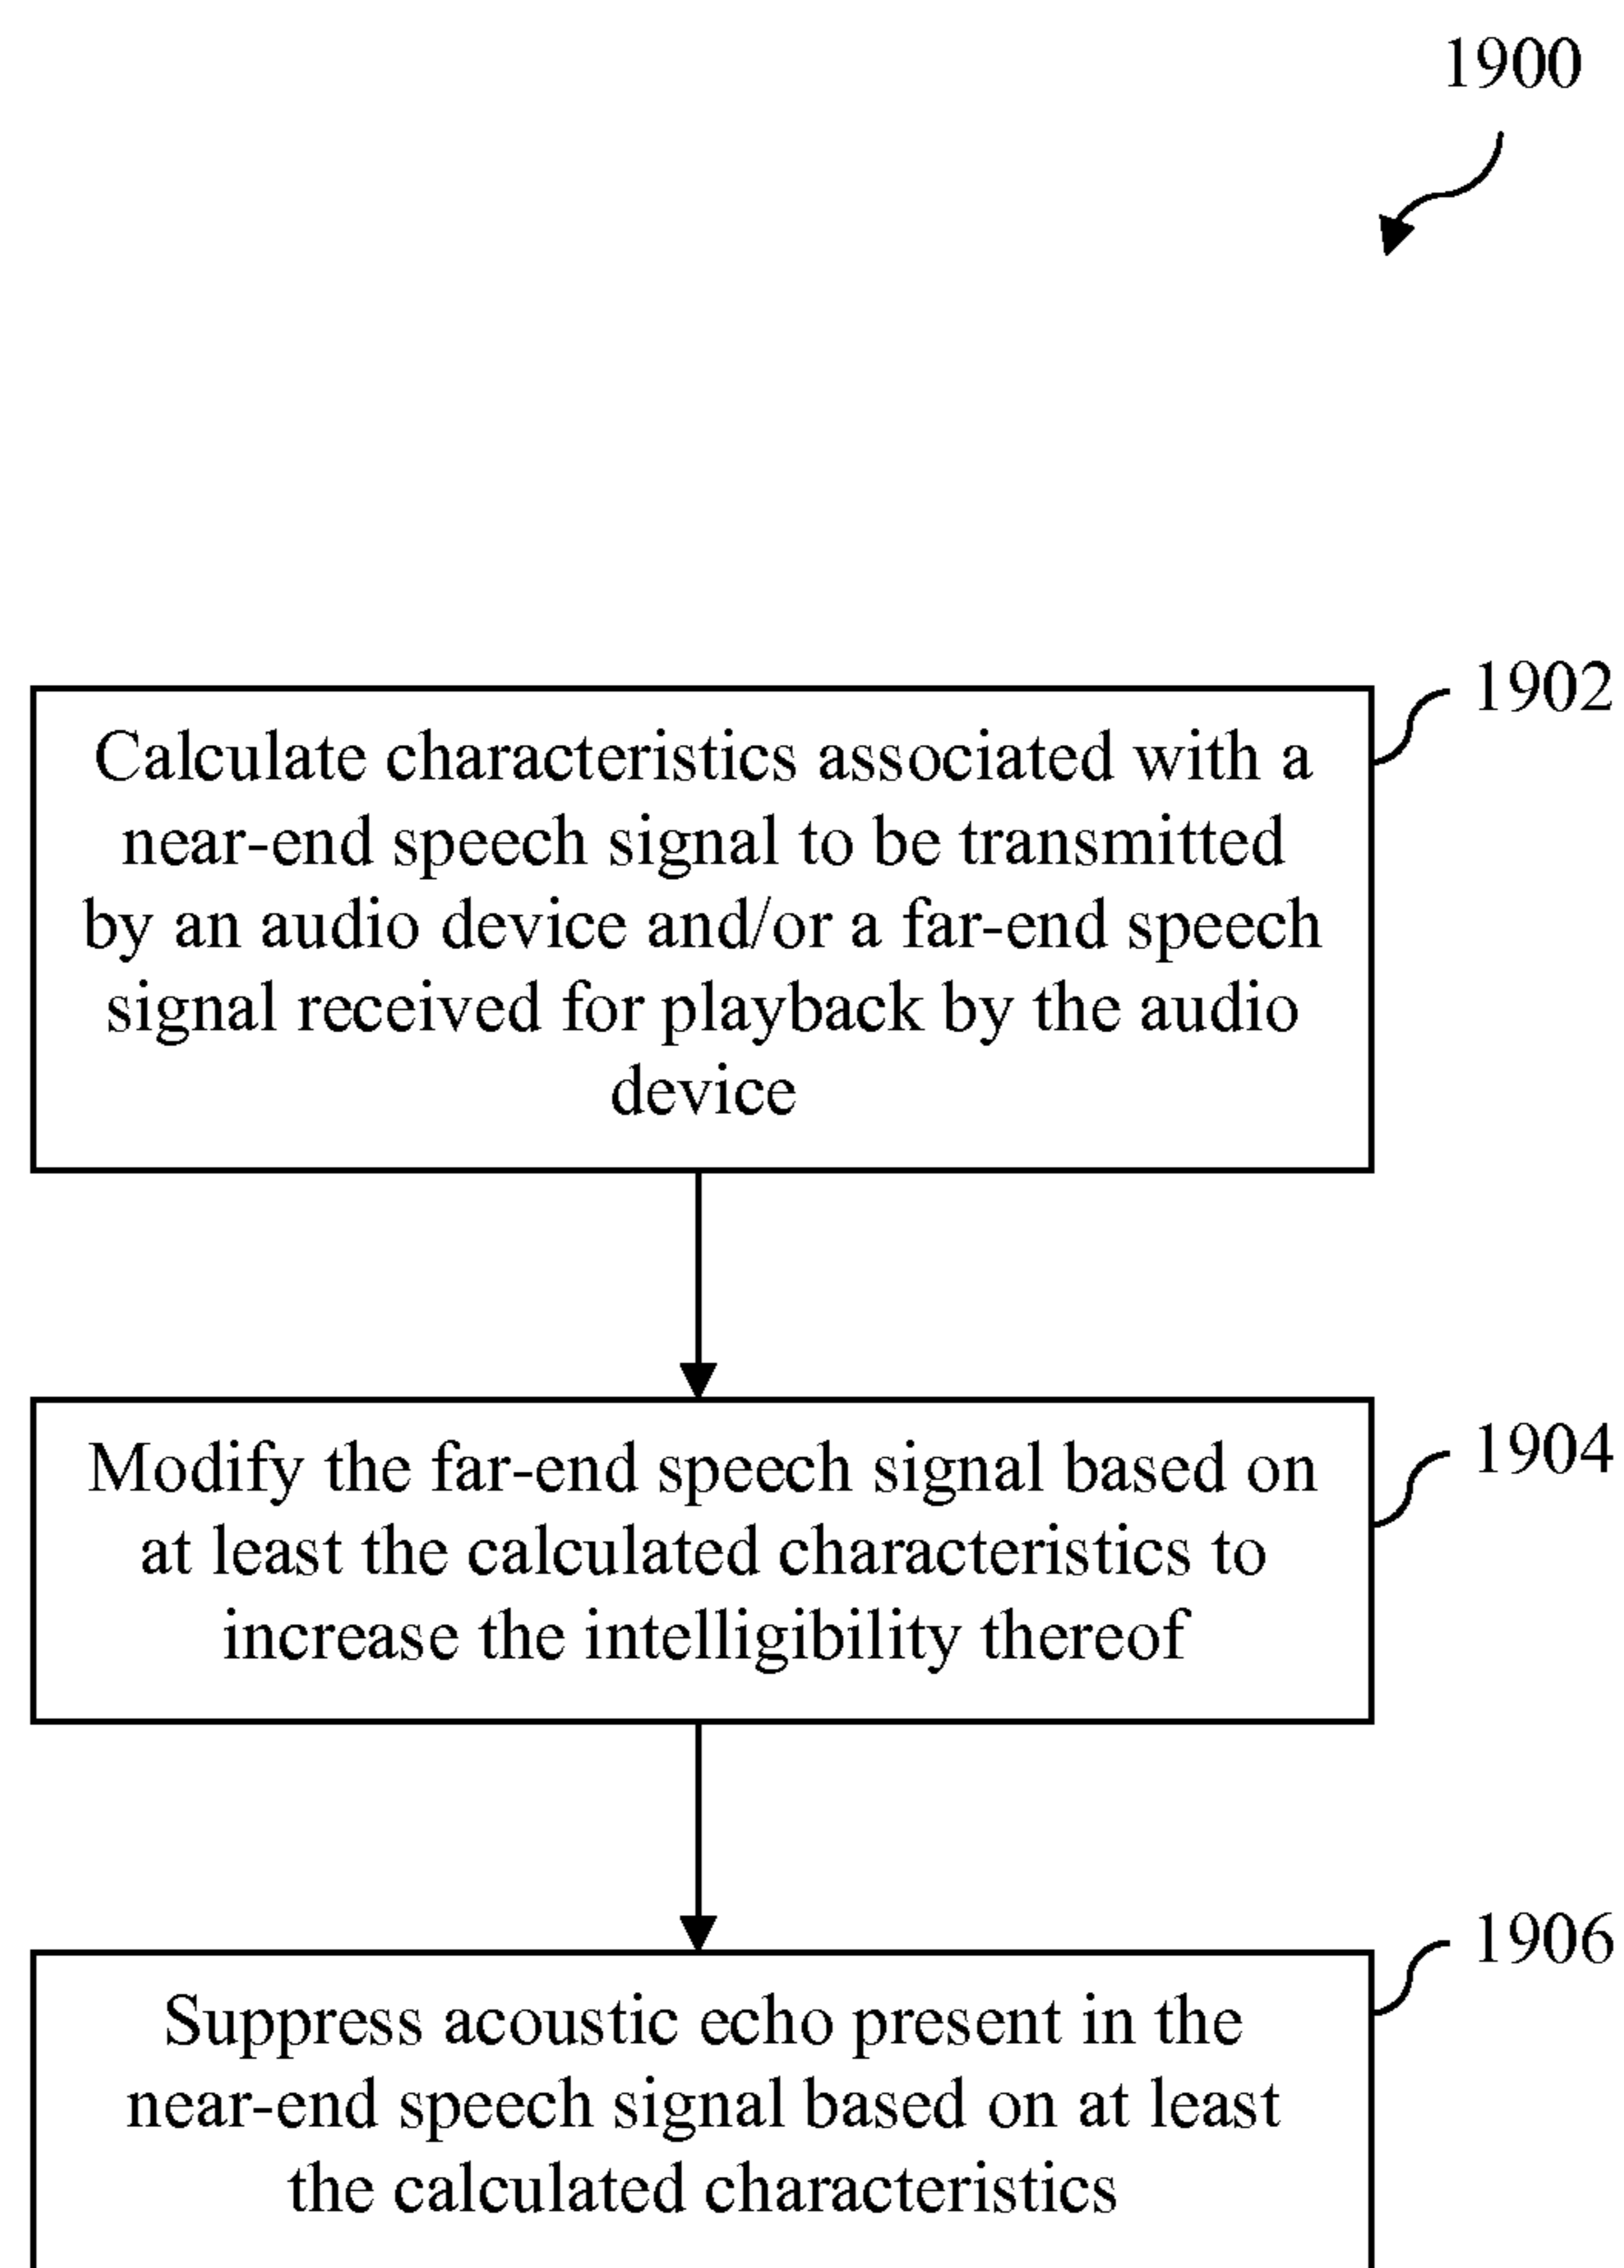 1900
1902
Calculate characteristics associated with a
near-end speech signal to be transmitted
by an audio device and/or a far-end speech
signal received for playback by the audio
device
1904
Modify the far-end speech signal based on
at least the calculated characteristics to
increase the intelligibility thereof
1906
Suppress acoustic echo present in the
near-end speech signal based on at least
the calculated characteristics